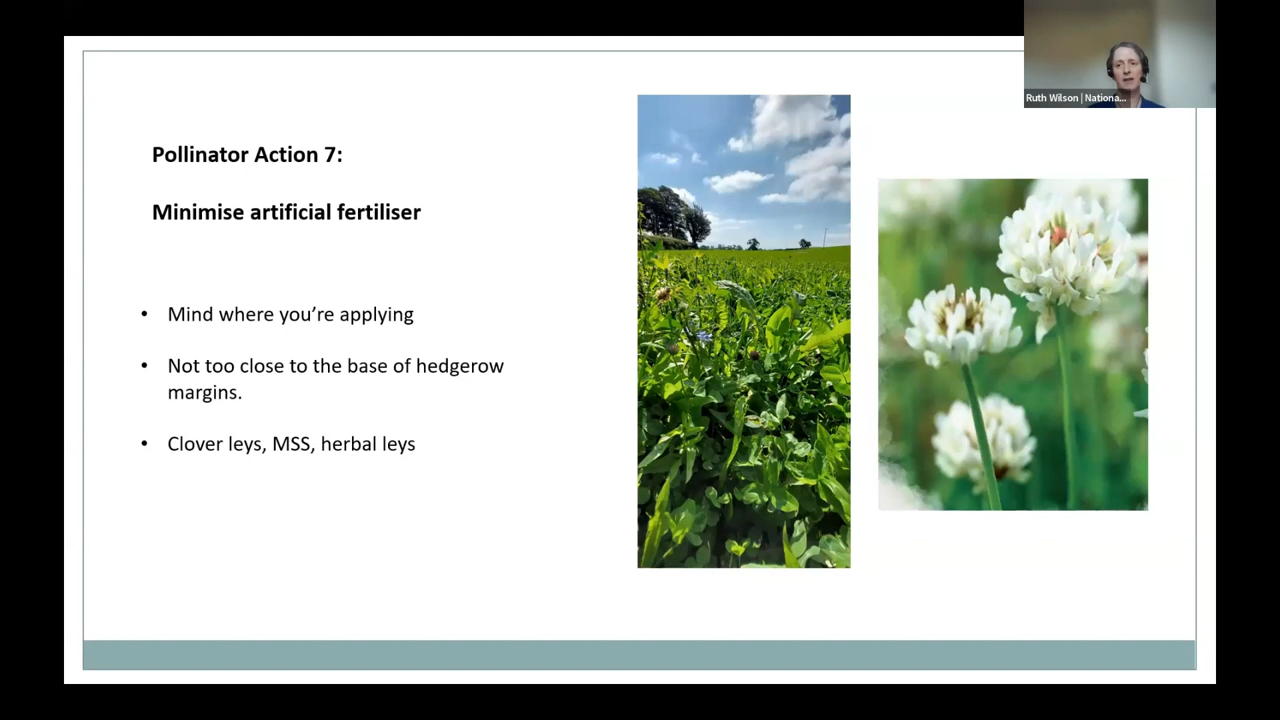 Ruth Wilson | Nationa...
Pollinator Action 7:
Minimise artificial fertiliser
• Mind where you’re applying
• Not too close to the base of hedgerow
margins.
• Clover leys, MSS, herbal leys